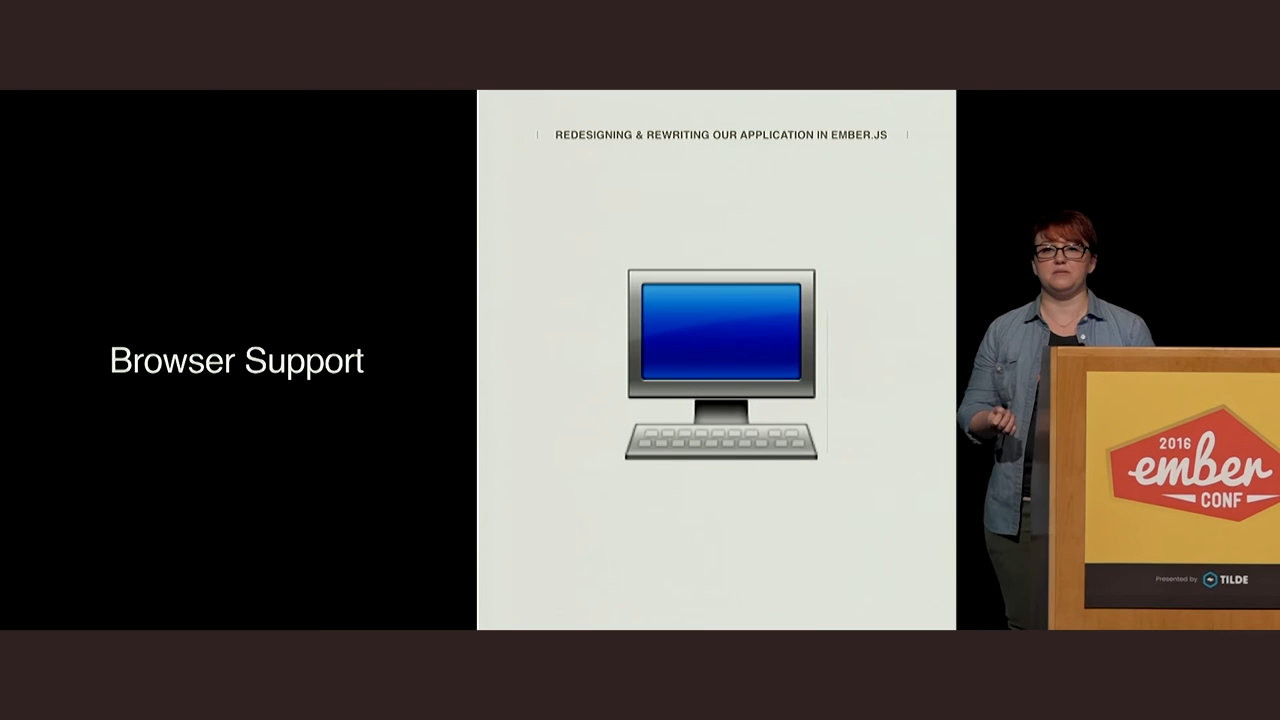 REDESIGNING & REWRITING OUR APPLICATION IN EMBER.JS
Browser Support
2016
ember
CONF
Presented by TILDE